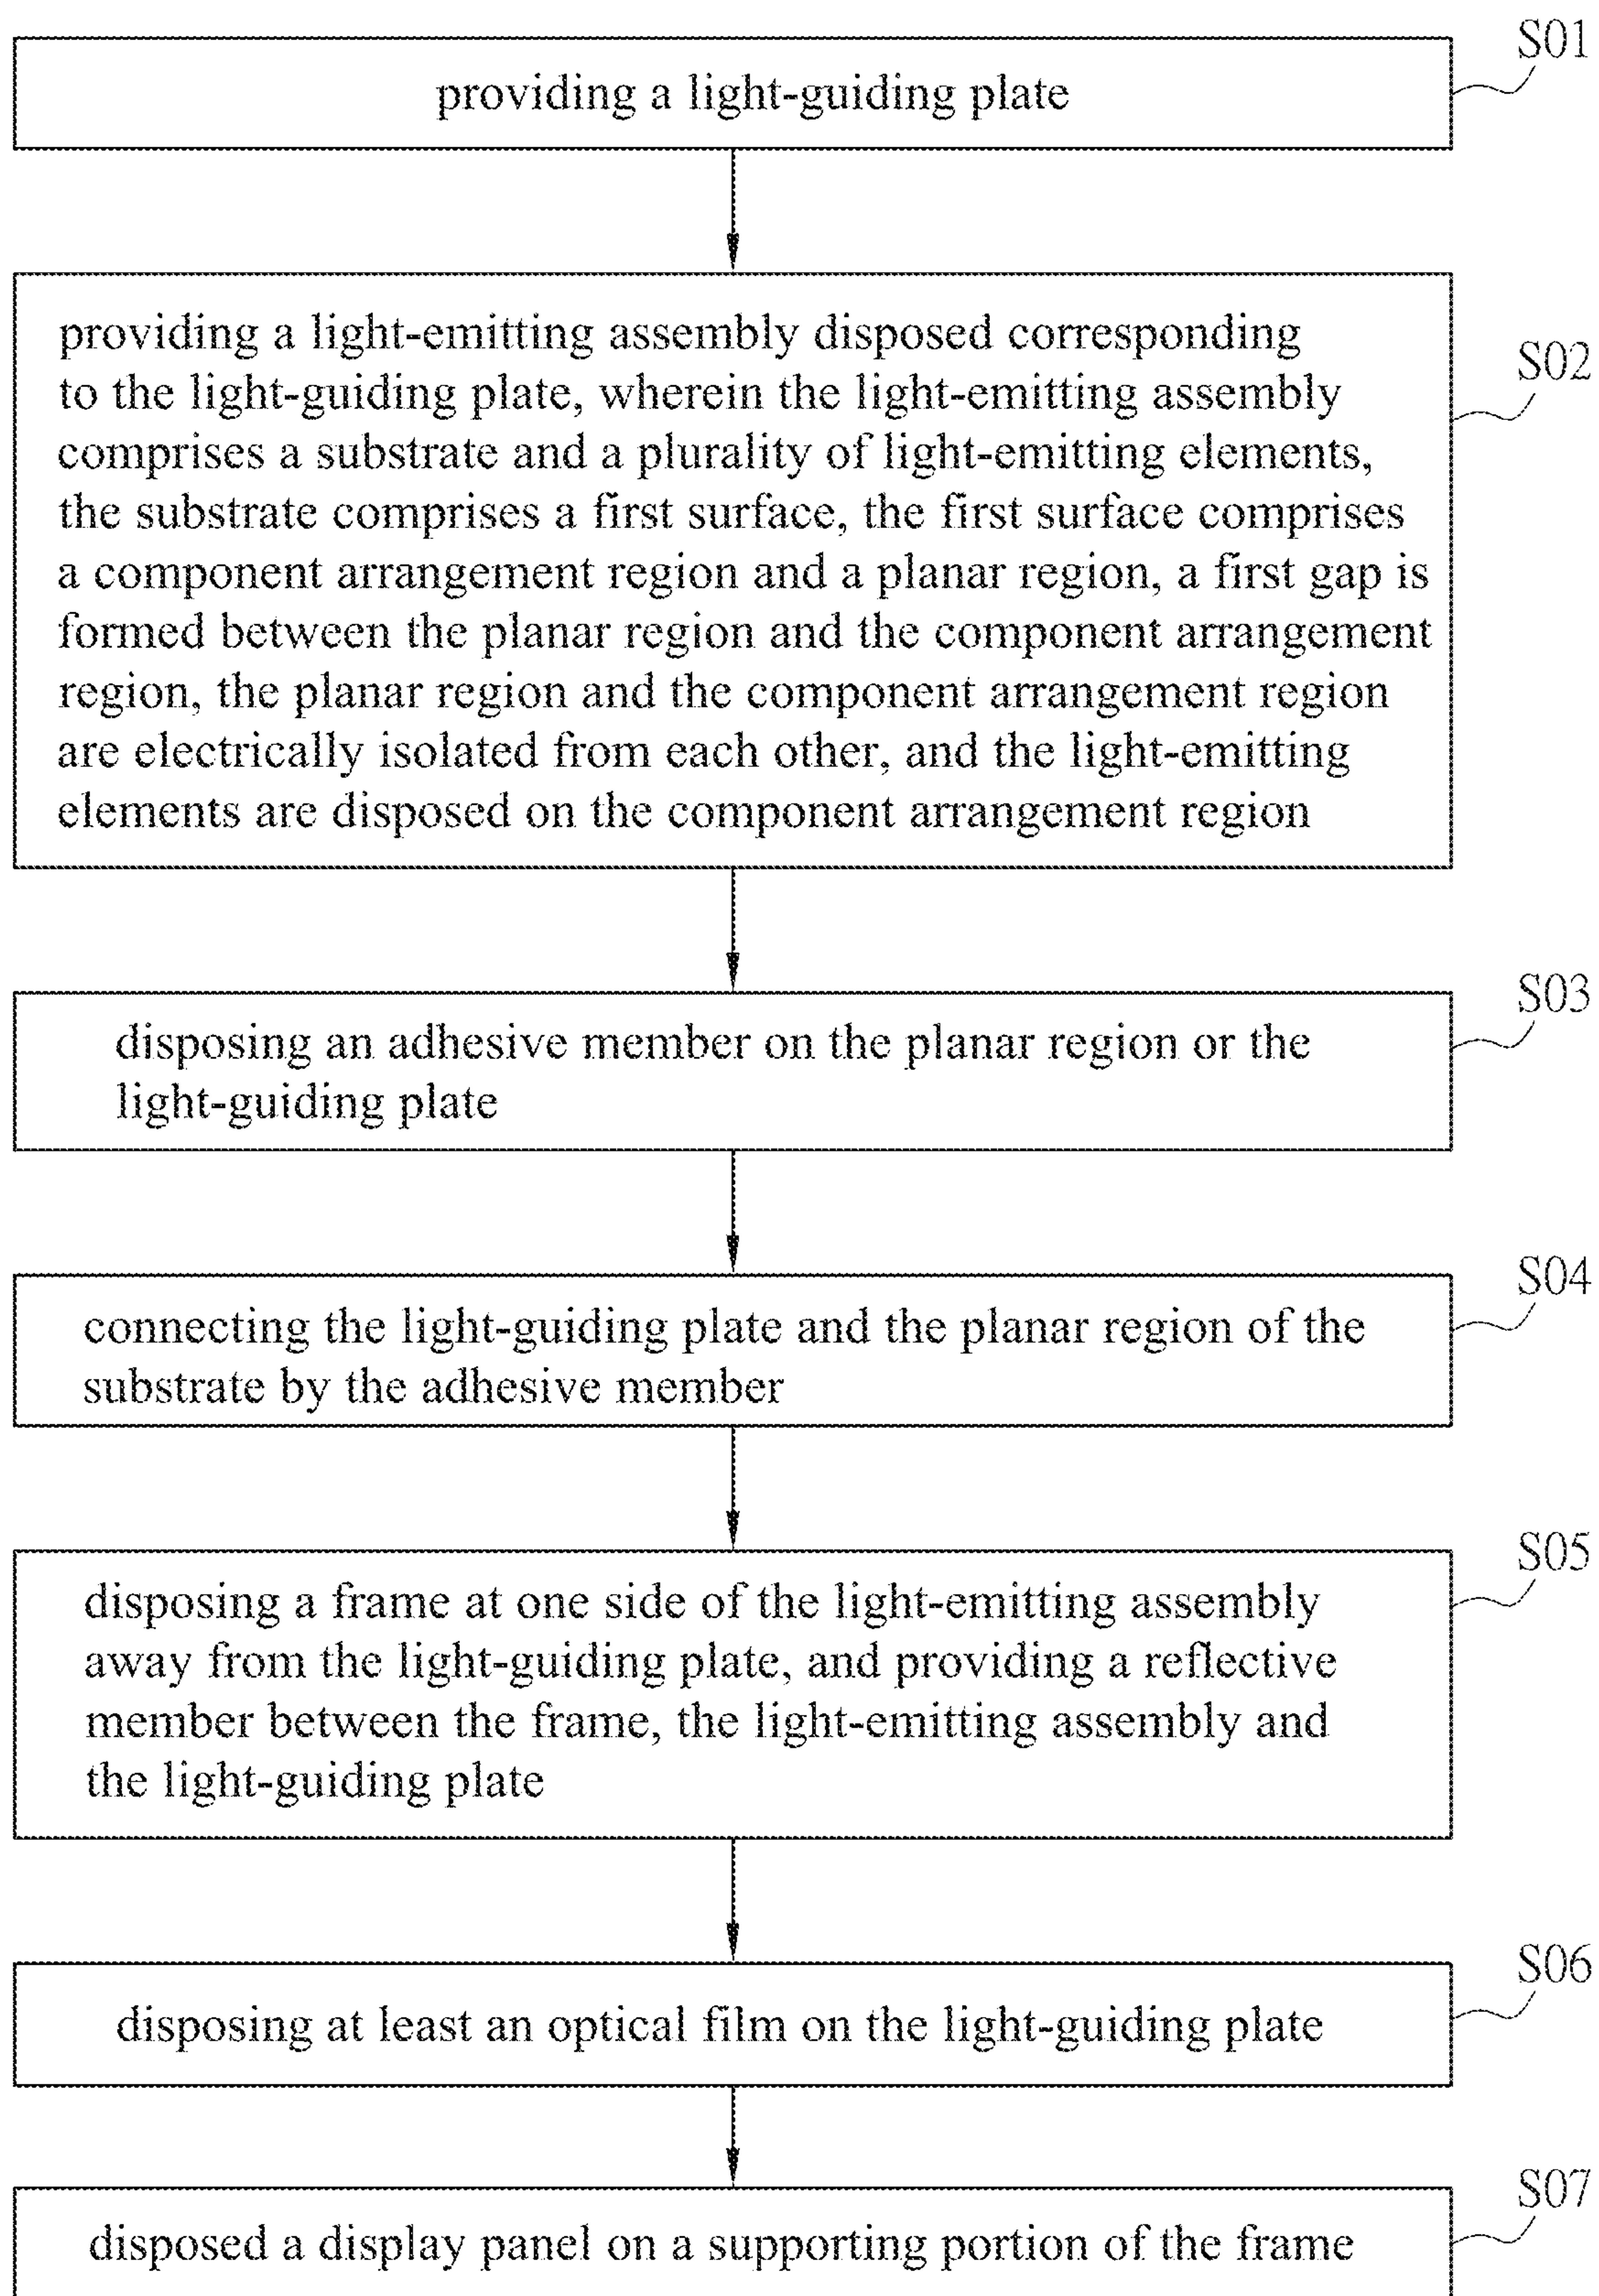 S01
providing a light-guiding plate
S02
providing a light-emitting assembly disposed corresponding
to the light-guiding plate, wherein the light-emitting assembly
comprises a substrate and a plurality of light-emitting elements,
the substrate comprises a first surface, the first surface comprises
a component arrangement region and a planar region, a first gap is
formed between the planar region and the component arrangement
region, the planar region and the component arrangement region
are electrically isolated from each other, and the light-emitting
elements are disposed on the component arrangement region
S03
disposing an adhesive member on the planar region or the
light-guiding plate
S04
connecting the light-guiding plate and the planar region of the
substrate by the adhesive member
S05
disposing a frame at one side of the light-emitting assembly
away from the light-guiding plate, and providing a reflective
member between the frame, the light-emitting assembly and
the light-guiding plate
S06
disposing at least an optical film on the light-guiding plate
S07
disposed a display panel on a supporting portion of the frame